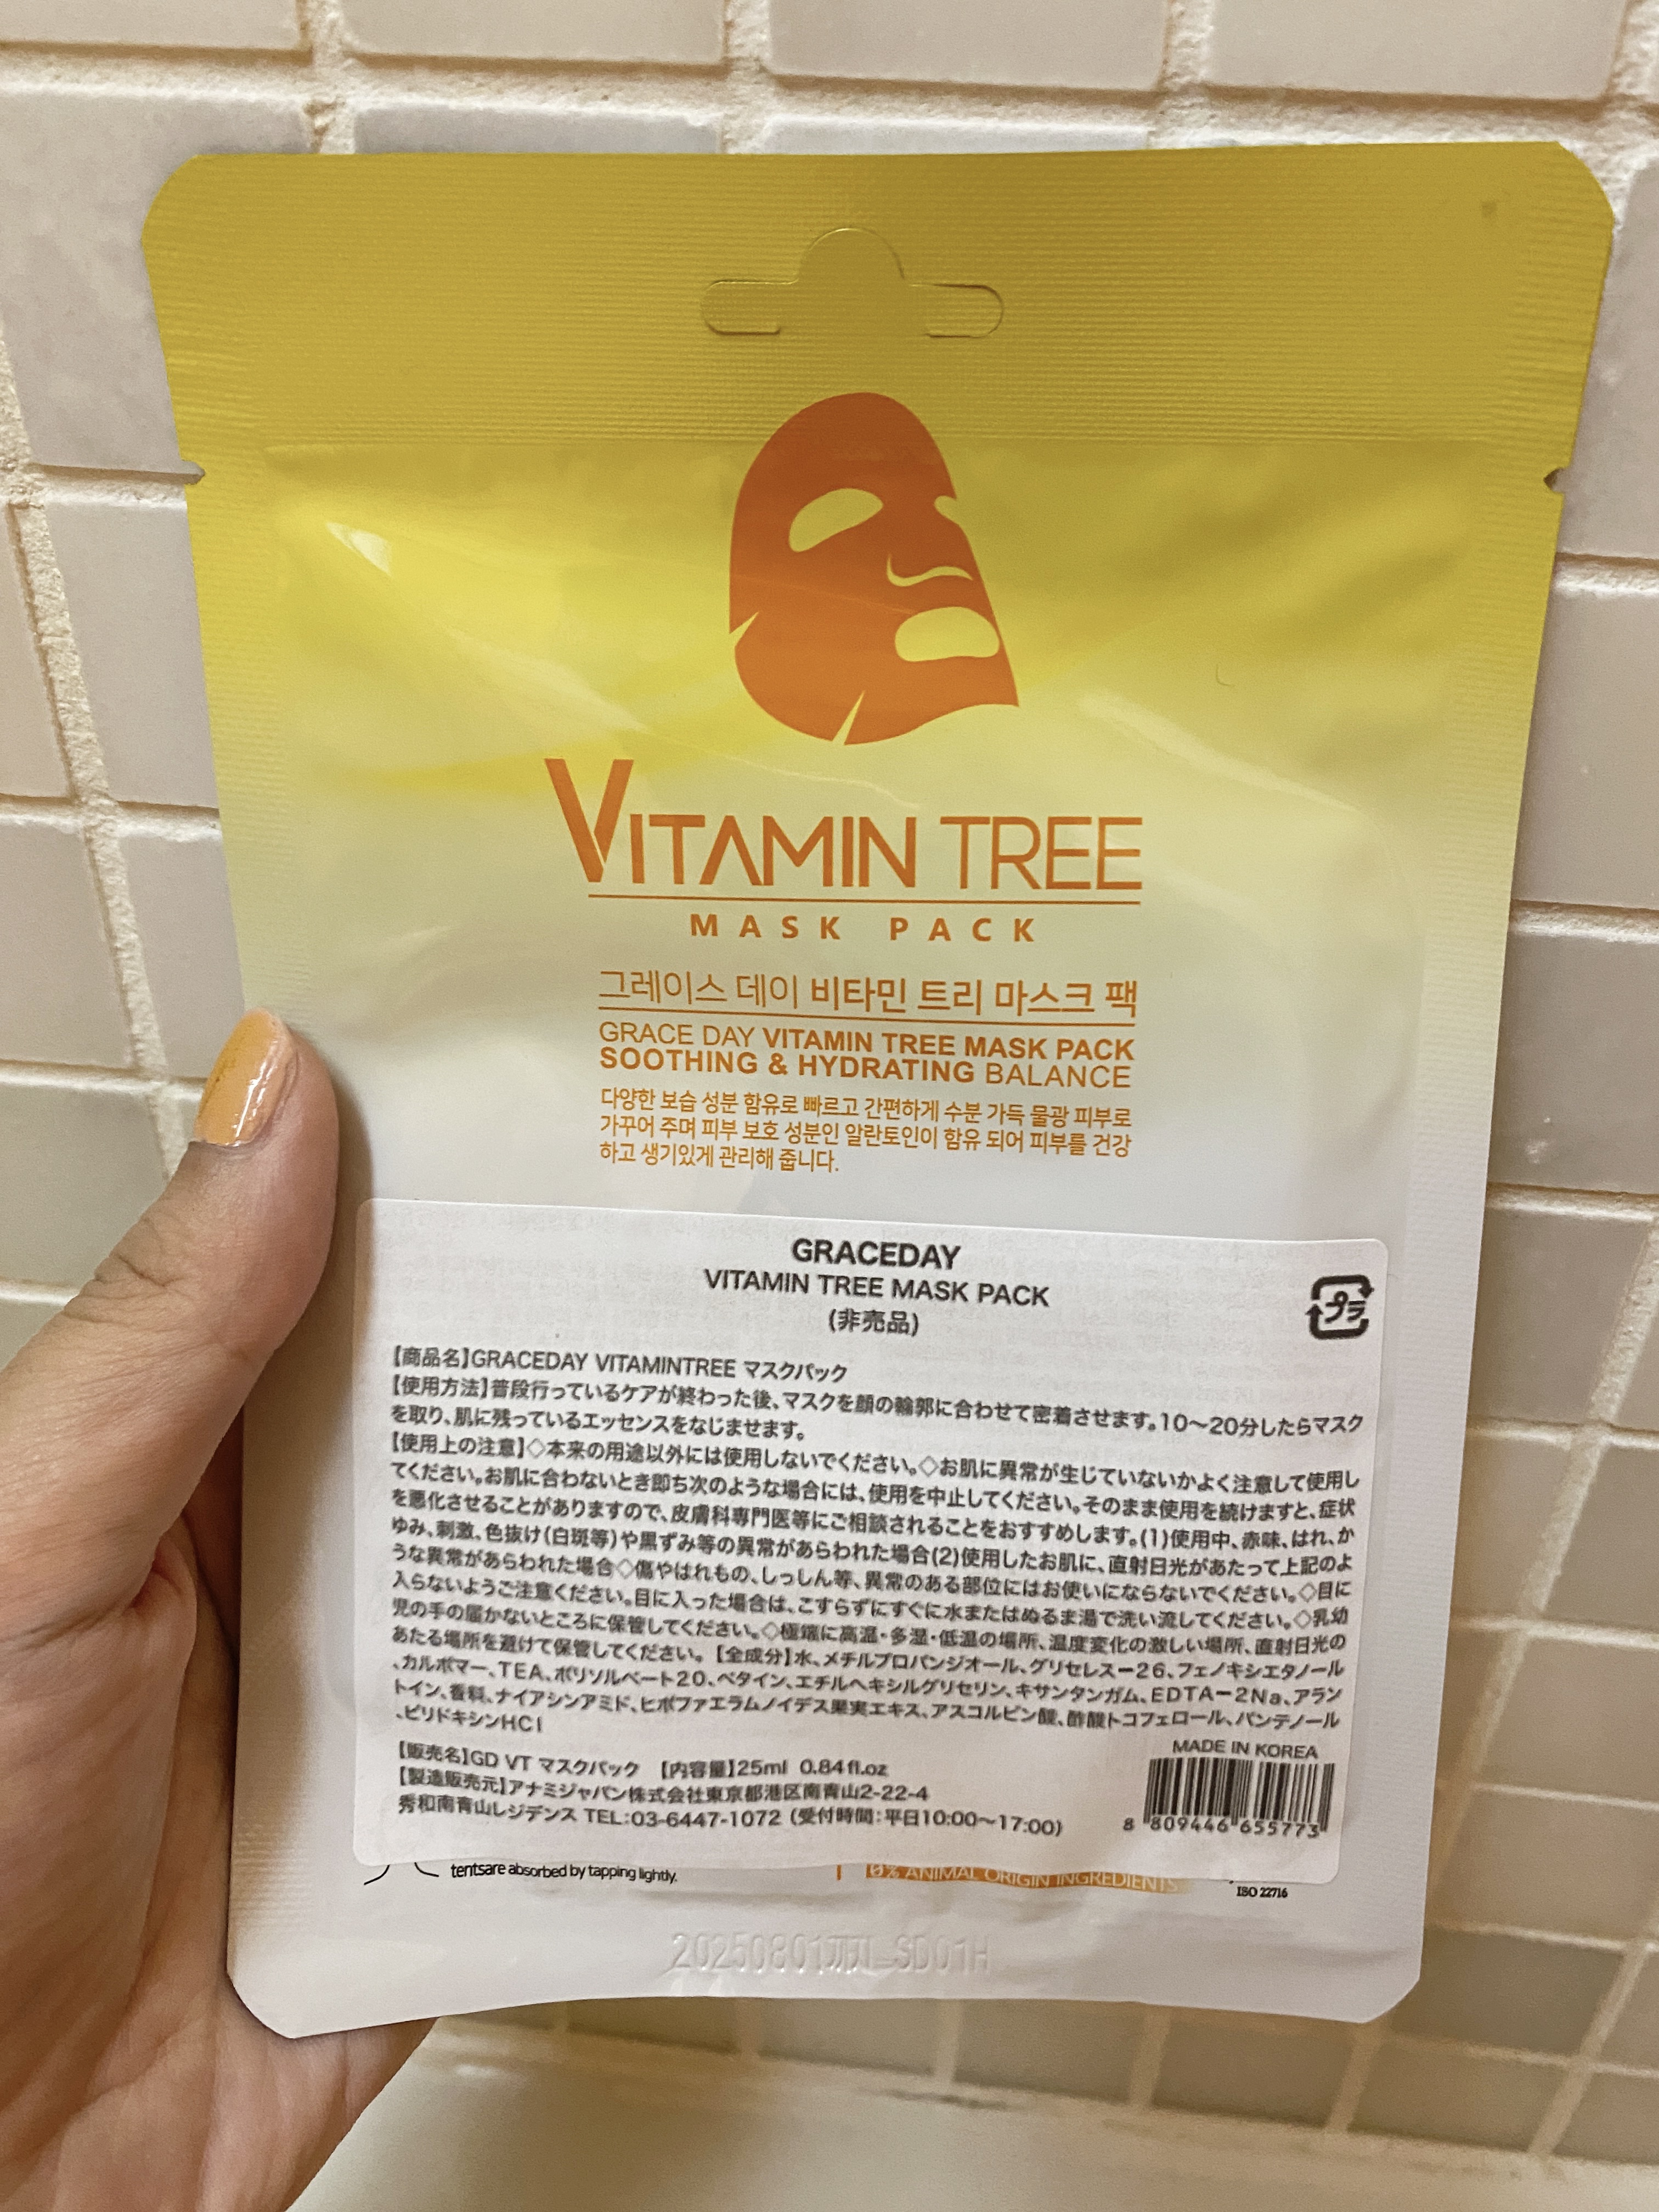 VITAMIN TREE
MASK PACK
그레이스 데이 비타민 트리 마스크 팩
GRACE DAY VITAMIN TREE MASK PACK
SOOTHING & HYDRATING BALANCE
다양한 보습 성분 함유로 빠르고 간편하게 수분 가득 물광 피부로
가꾸어 주며 피부 보호 성분인 알란토인이 함유 되어 피부를 건강
하고 생기있게 관리해 줍니다.
GRACEDAY
VITAMIN TREE MASK PACK
(非売品)
プラ
【商品名】GRACEDAY VITAMINTREE マスクパック
【使用方法】普段行っているケアが終わった後、マスクを顔の輪郭に合わせて密着させます。10〜20分したらマスク
を取り、肌に残っているエッセンスをなじませます。
【使用上の注意】◇本来の用途以外には使用しないでください。◇お肌に異常が生じていないかよく注意して使用し
てください。お肌に合わないとき即ち次のような場合には、使用を中止してください。そのまま使用を続けますと、症状
を悪化させることがありますので、皮膚科専門医等にご相談されることをおすすめします。(1)使用中、赤味、はれ、か
ゆみ、刺激、色抜け(白斑等)や黒ずみ等の異常があらわれた場合(2)使用したお肌に、直射日光があたって上記のよ
うな異常があらわれた場合◇傷やはれもの、しっしん等、異常のある部位にはお使いにならないでください。◇目に
入らないようご注意ください。目に入った場合は、こすらずにすぐに水またはぬるま湯で洗い流してください。◇乳幼
児の手の届かないところに保管してください。◇極端に高温・多湿・低温の場所、温度変化の激しい場所、直射日光の
あたる場所を避けて保管してください。【全成分】水、メチルプロパンジオール、グリセレスー26、フェノキシエタノール
、カルボマー、TEA、ポリソルベート20、ベタイン、エチルヘキシルグリセリン、キサンタンガム、EDTAー2Na、アラン
トイン、香料、ナイアシンアミド、ヒポファエラムノイデス果実エキス、アスコルビン酸、酢酸トコフェロール、パンテノール
、ピリドキシンHCl
【販売名】GD VT マスクパック 【内容量】25ml 0.84fl.oz
【製造販売元】アナミジャパン株式会社東京都港区南青山2-22-4
秀和南青山レジデンス TEL:03-6447-1072 (受付時間:平日10:00〜17:00)
MADE IN KOREA
8 809446 655773
tentsare absorbed by tapping lightly.
0% ANIMAL ORIGIN INGREDIENTS
ISO 22716
20250801까지 SD01H